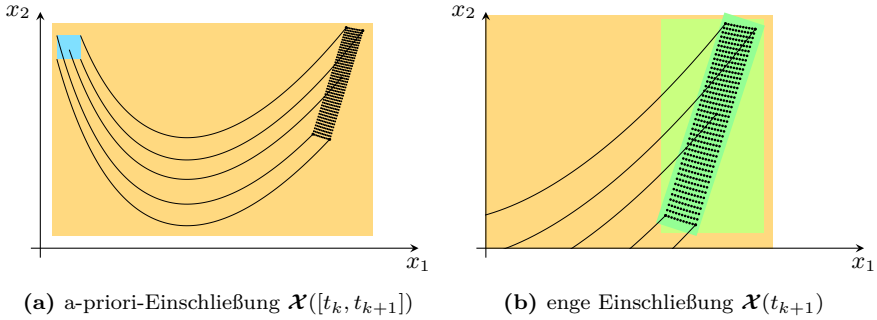 x₂
x₁
(a) a-priori-Einschließung 𝓧([tₖ, tₖ₊₁])
x₂
x₁
(b) enge Einschließung 𝓧(tₖ₊₁)